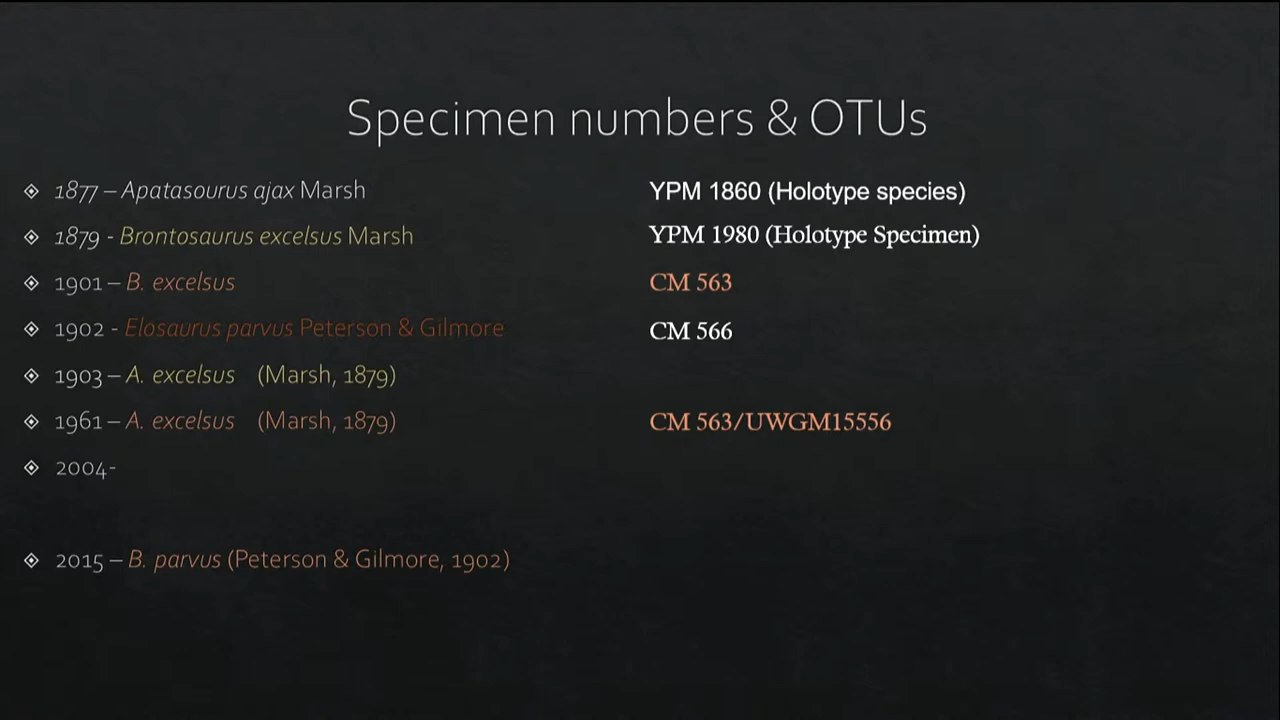 Specimen numbers & OTUs
1877 – Apatasourus ajax Marsh YPM 1860 (Holotype species)
1879 - Brontosaurus excelsus Marsh YPM 1980 (Holotype Specimen)
1901 – B. excelsus CM 563
1902 - Elosaurus parvus Peterson & Gilmore CM 566
1903 – A. excelsus (Marsh, 1879)
1961 – A. excelsus (Marsh, 1879) CM 563/UWGM15556
2004-
2015 – B. parvus (Peterson & Gilmore, 1902)